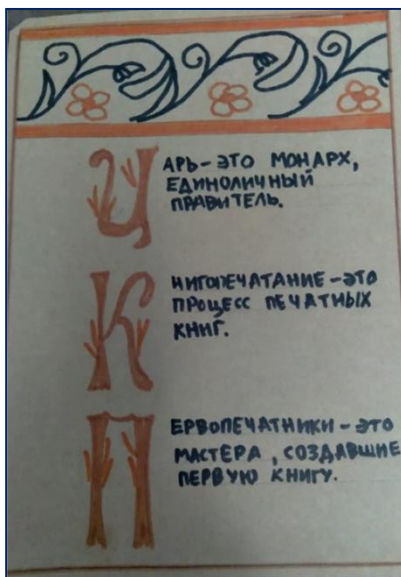 ЦАРЬ-ЭТО МОНАРХ,
ЕДИНОЛИЧНЫЙ
ПРАВИТЕЛЬ.
КНИГОПЕЧАТАНИЕ-ЭТО
ПРОЦЕСС ПЕЧАТНЫХ
КНИГ.
ПЕРВОПЕЧАТНИКИ-ЭТО
МАСТЕРА, СОЗДАВШИЕ
ПЕРВУЮ КНИГУ.